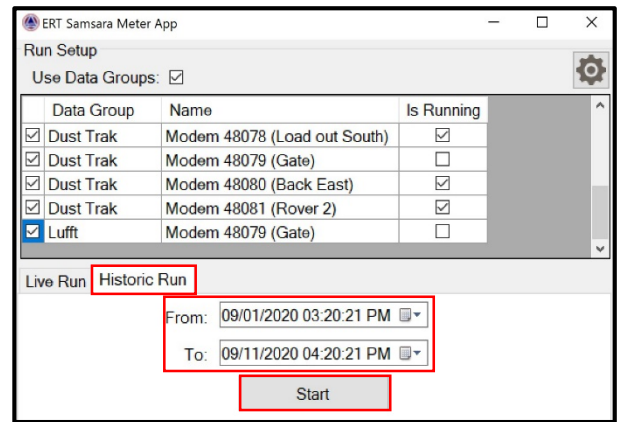 ERT Samsara Meter App
Run Setup
Use Data Groups:
Data Group Name Is Running
Dust Trak Modem 48078 (Load out South)
Dust Trak Modem 48079 (Gate)
Dust Trak Modem 48080 (Back East)
Dust Trak Modem 48081 (Rover 2)
Lufft Modem 48079 (Gate)
Live Run Historic Run
From: 09/01/2020 03:20:21 PM
To: 09/11/2020 04:20:21 PM
Start